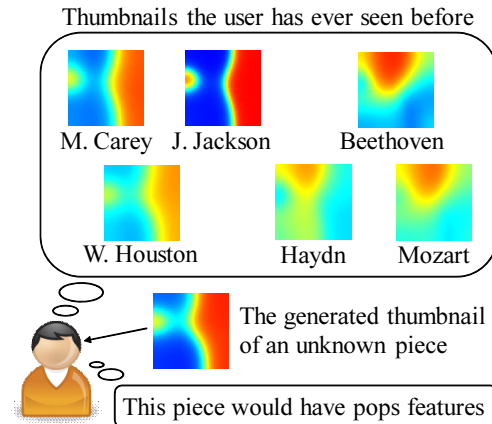 Thumbnails the user has ever seen before
M. Carey J. Jackson Beethoven
W. Houston Haydn Mozart
The generated thumbnail
of an unknown piece
This piece would have pops features